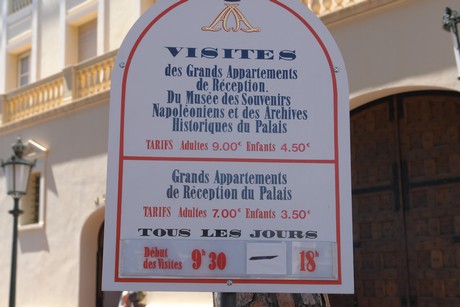 VISITES
des Grands Appartements
de Réception.
Du Musée des Souvenirs
Napoléoniens et des Archives
Historiques du Palais
TARIFS Adultes 9.00€ Enfants 4.50€
Grands Appartements
de Réception du Palais
TARIFS Adultes 7.00€ Enfants 3.50€
TOUS LES JOURS
Début des Visites 9h30 — 18h